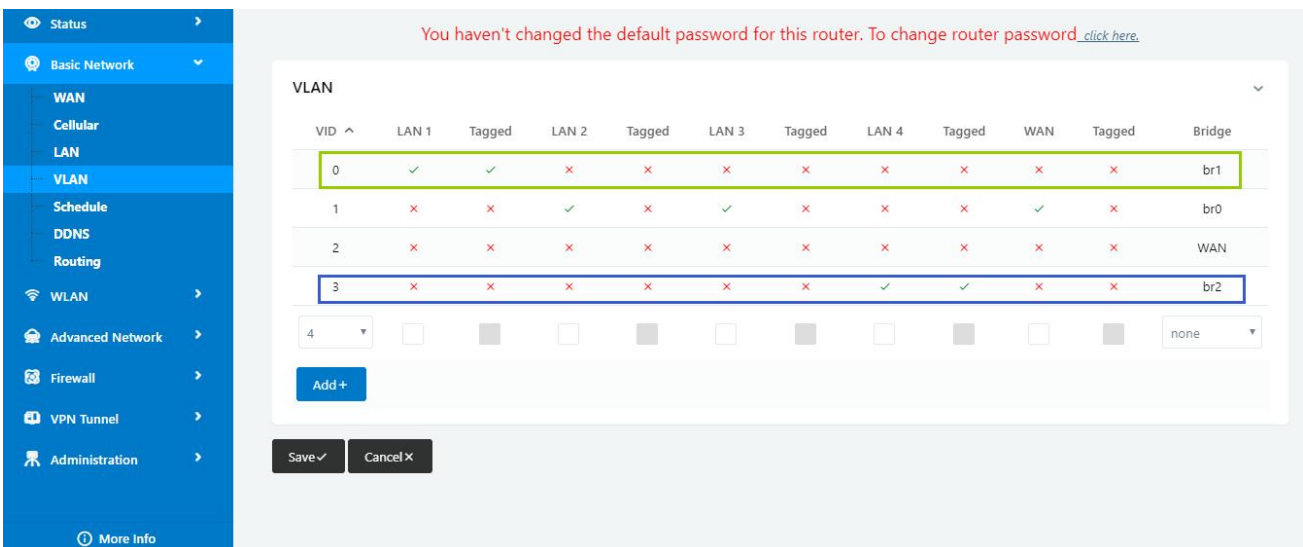 Status
Basic Network
WAN
Cellular
LAN
VLAN
Schedule
DDNS
Routing
WLAN
Advanced Network
Firewall
VPN Tunnel
Administration
More Info
You haven't changed the default password for this router. To change router password click here.
VLAN
VID LAN 1 Tagged LAN 2 Tagged LAN 3 Tagged LAN 4 Tagged WAN Tagged Bridge
0 ✓ ✓ × × × × × × × × br1
1 × × ✓ × ✓ × × × ✓ × br0
2 × × × × × × × × × × WAN
3 × × × × × × ✓ ✓ × × br2
4 none
Add+
Save✓ Cancel×